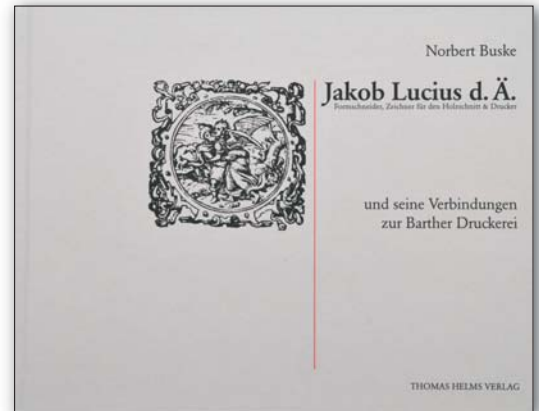 Norbert Buske
Jakob Lucius d. Ä.
Formschneider, Zeichner für den Holzschnitt & Drucker
und seine Verbindungen
zur Barther Druckerei
THOMAS HELMS VERLAG